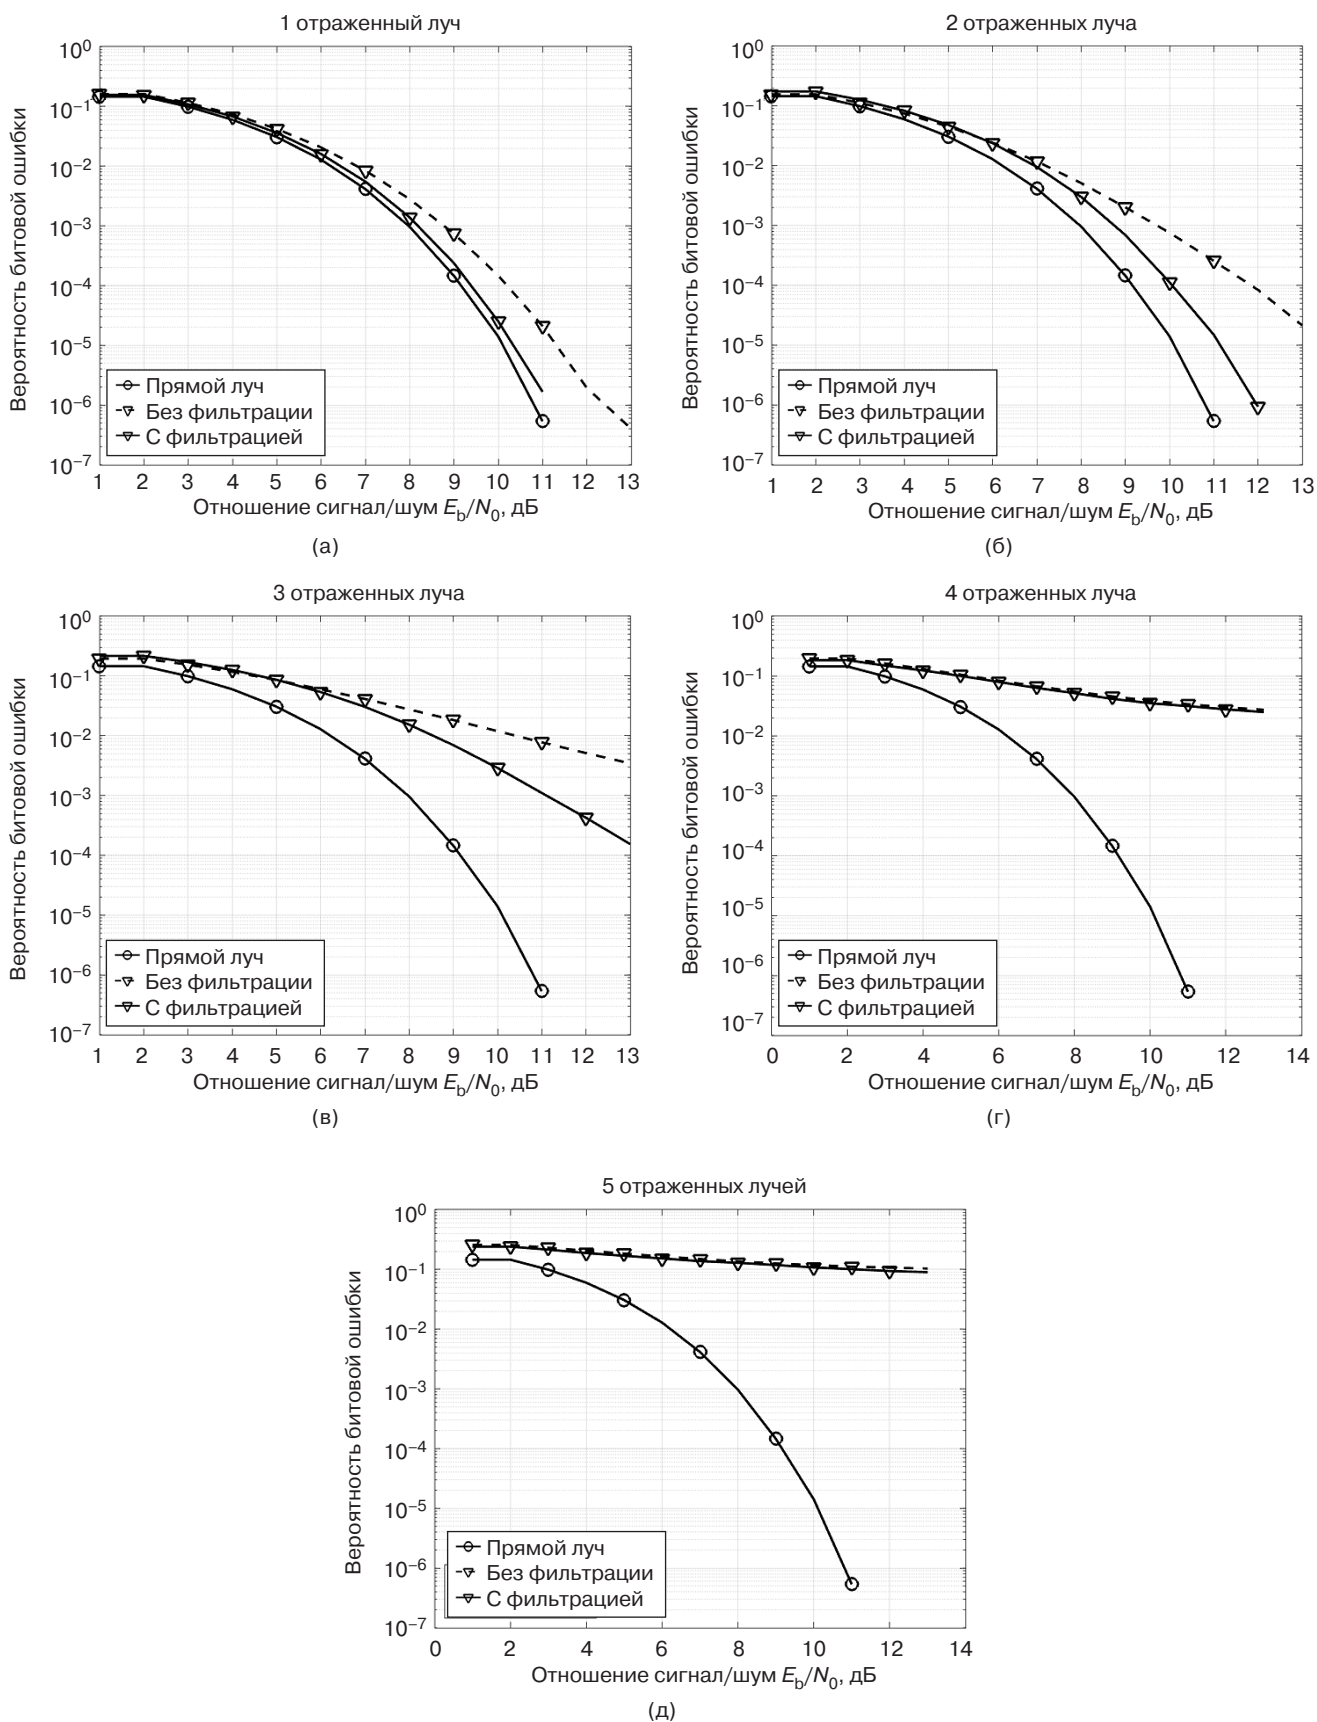 1 отраженный луч
Вероятность битовой ошибки
10⁰
10⁻¹
10⁻²
10⁻³
10⁻⁴
10⁻⁵
10⁻⁶
10⁻⁷
Прямой луч
Без фильтрации
С фильтрацией
1 2 3 4 5 6 7 8 9 10 11 12 13
Отношение сигнал/шум E_b/N_0, дБ
(а)
2 отраженных луча
Вероятность битовой ошибки
10⁰
10⁻¹
10⁻²
10⁻³
10⁻⁴
10⁻⁵
10⁻⁶
10⁻⁷
Прямой луч
Без фильтрации
С фильтрацией
1 2 3 4 5 6 7 8 9 10 11 12 13
Отношение сигнал/шум E_b/N_0, дБ
(б)
3 отраженных луча
Вероятность битовой ошибки
10⁰
10⁻¹
10⁻²
10⁻³
10⁻⁴
10⁻⁵
10⁻⁶
10⁻⁷
Прямой луч
Без фильтрации
С фильтрацией
1 2 3 4 5 6 7 8 9 10 11 12 13
Отношение сигнал/шум E_b/N_0, дБ
(в)
4 отраженных луча
Вероятность битовой ошибки
10⁰
10⁻¹
10⁻²
10⁻³
10⁻⁴
10⁻⁵
10⁻⁶
10⁻⁷
Прямой луч
Без фильтрации
С фильтрацией
0 2 4 6 8 10 12 14
Отношение сигнал/шум E_b/N_0, дБ
(г)
5 отраженных лучей
Вероятность битовой ошибки
10⁰
10⁻¹
10⁻²
10⁻³
10⁻⁴
10⁻⁵
10⁻⁶
10⁻⁷
Прямой луч
Без фильтрации
С фильтрацией
0 2 4 6 8 10 12 14
Отношение сигнал/шум E_b/N_0, дБ
(д)